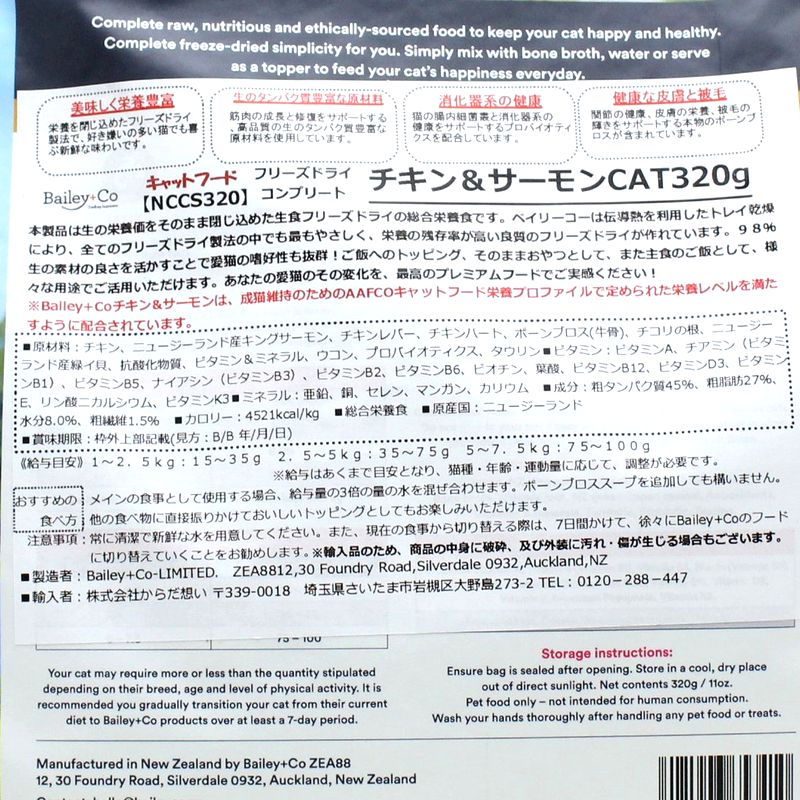 Complete raw, nutritious and ethically-sourced food to keep your cat happy and healthy.
Complete freeze-dried simplicity for you. Simply mix with bone broth, water or serve
as a topper to feed your cat's happiness everyday.
美味しく栄養豊富
栄養を閉じ込めたフリーズドライ
製法で、好き嫌いの多い猫でも喜
ぶ新鮮な味わいです。
生のタンパク質豊富な原材料
筋肉の成長と修復をサポートする
、高品質の生のタンパク質豊富な
原材料を使用しています。
消化器系の健康
猫の腸内細菌叢と消化器系の
健康をサポートするプロバイオティ
クスを配合しています。
健康な皮膚と被毛
関節の健康、皮膚の栄養、被毛の
輝きをサポートする本物のボーンブ
ロスが含まれています。
Bailey+Co
キャットフード
【NCCS320】
フリーズドライ
コンプリート
チキン＆サーモンCAT320g
本製品は生の栄養価をそのまま閉じ込めた生食フリーズドライの総合栄養食です。ベイリーコーは伝導熱を利用したトレイ乾燥
により、全てのフリーズドライ製法の中でも最もやさしく、栄養の残存率が高い良質のフリーズドライが作れています。９８％
生の素材の良さを活かすことで愛猫の嗜好性も抜群！ご飯へのトッピング、そのままおやつとして、また主食のご飯として、様
々な用途でご活用いただけます。あなたの愛猫のその変化を、最高のプレミアムフードでご実感ください！
※Bailey+Coチキン&サーモンは、成猫維持のためのAAFCOキャットフード栄養プロファイルで定められた栄養レベルを満た
すように配合されています。
■原材料：チキン、ニュージーランド産キングサーモン、チキンレバー、チキンハート、ボーンブロス(牛骨)、チコリの根、ニュージー
ランド産緑イ貝、抗酸化物質、ビタミン＆ミネラル、ウコン、プロバイオティクス、タウリン■ビタミン：ビタミンA、チアミン（ビタミ
ンB1）、ビタミンB5、ナイアシン（ビタミンB3）、ビタミンB2、ビタミンB6、ビオチン、葉酸、ビタミンB12、ビタミンD3、ビタミン
E、リン酸二カルシウム、ビタミンK3■ミネラル：亜鉛、銅、セレン、マンガン、カリウム　■成分：粗タンパク質45%、粗脂肪27%、
水分8.0%、粗繊維1.5%　■カロリー：4521kcal/kg　■総合栄養食　■原産国：ニュージーランド
■賞味期限：枠外上部記載(見方：B/B 年/月/日)
《給与目安》１～２．５kg：１５～３５ｇ　２．５～５kg：３５～７５ｇ　５～７．５kg：７５～１００ｇ
※給与はあくまで目安となり、猫種・年齢・運動量に応じて、調整が必要です。
おすすめの
食べ方
メインの食事として使用する場合、給与量の3倍の量の水を混ぜ合わせます。ボーンブロススープを追加しても構いません。
他の食べ物に直接振りかけておいしいトッピングとしてもお楽しみいただけます。
注意事項：常に清潔で新鮮な水を用意してください。また、現在の食事から切り替える際は、7日間かけて、徐々にBailey+Coのフード
に切り替えていくことをお勧めします。※輸入品のため、商品の中身に破砕、及び外装に汚れ・傷が生じる場合もございます。
■製造者：Bailey+Co-LIMITED.　ZEA8812,30 Foundry Road,Silverdale 0932,Auckland,NZ
■輸入者：株式会社からだ想い 〒339-0018　埼玉県さいたま市岩槻区大野島273-2 TEL：0120－288－447
75 – 100
Your cat may require more or less than the quantity stipulated
depending on their breed, age and level of physical activity. It is
recommended you gradually transition your cat from their current
diet to Bailey+Co products over at least a 7-day period.
Storage instructions:
Ensure bag is sealed after opening. Store in a cool, dry place
out of direct sunlight. Net contents 320g / 11oz.
Pet food only – not intended for human consumption.
Wash your hands thoroughly after handling any pet food or treats.
Manufactured in New Zealand by Bailey+Co ZEA88
12, 30 Foundry Road, Silverdale 0932, Auckland, New Zealand